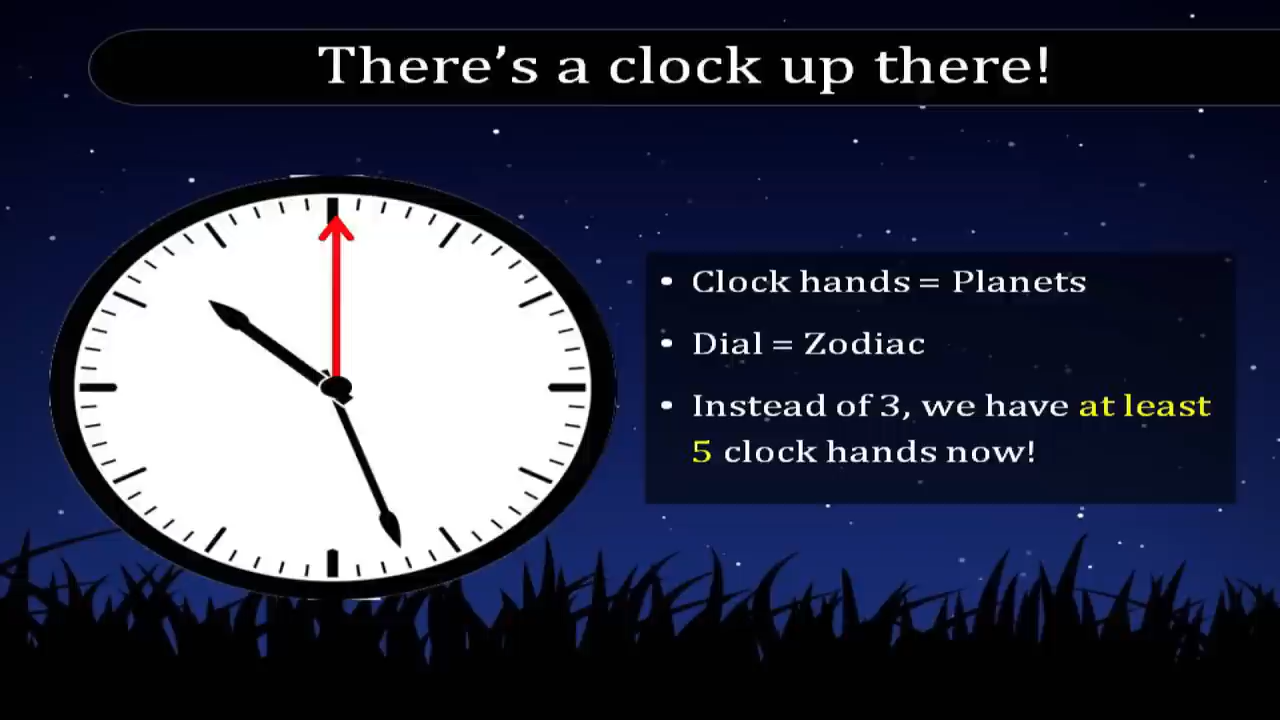 There’s a clock up there!
• Clock hands = Planets
• Dial = Zodiac
• Instead of 3, we have at least
5 clock hands now!